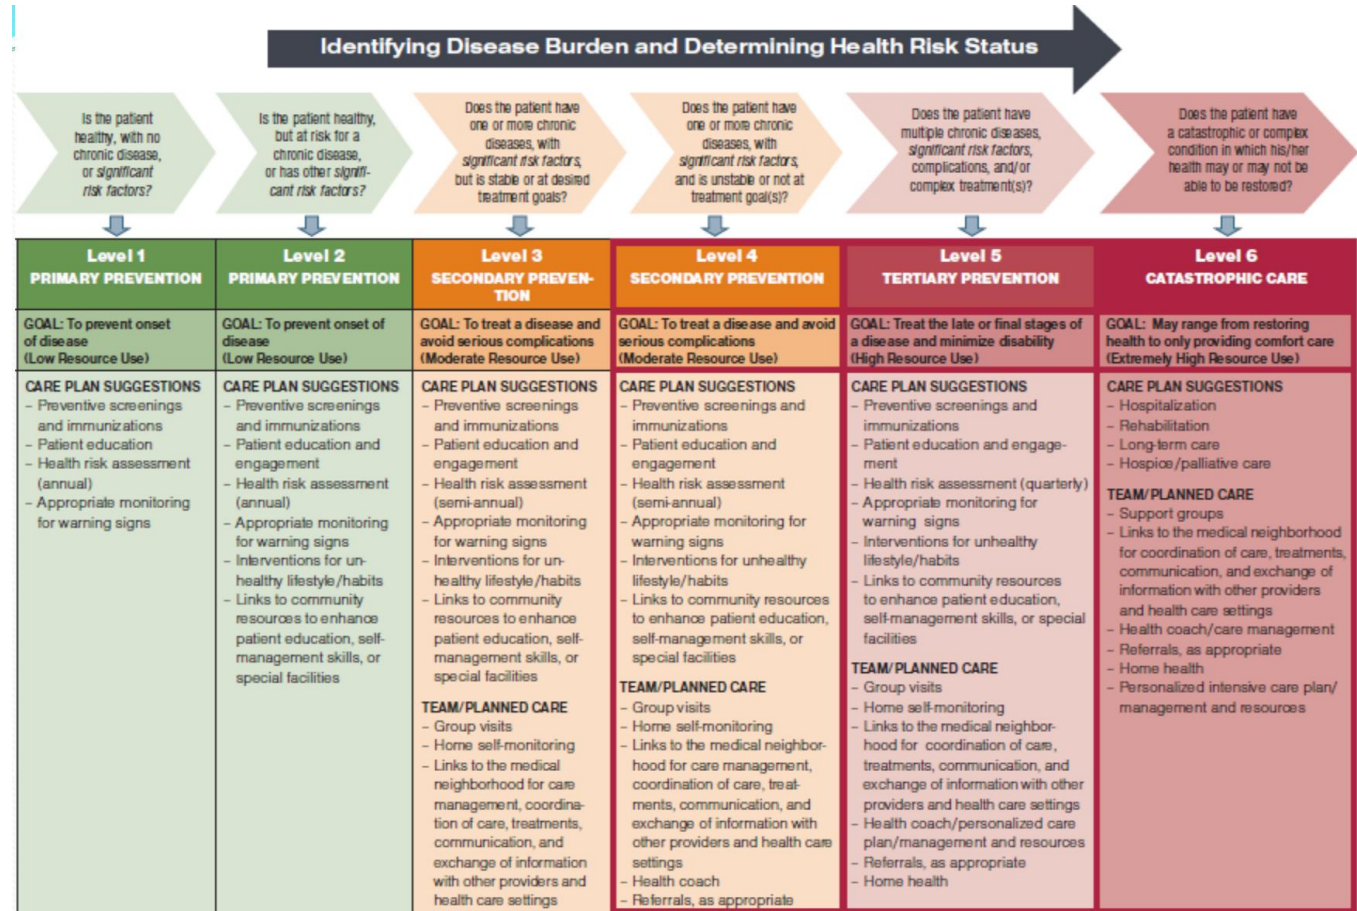 Identifying Disease Burden and Determining Health Risk Status
Is the patient
healthy, with no
chronic disease,
or significant
risk factors?
Is the patient healthy,
but at risk for a
chronic disease,
or has other signifi-
cant risk factors?
Does the patient have
one or more chronic
diseases, with
significant risk factors,
but is stable or at desired
treatment goals?
Does the patient have
one or more chronic
diseases, with
significant risk factors,
and is unstable or not at
treatment goal(s)?
Does the patient have
multiple chronic diseases,
significant risk factors,
complications, and/or
complex treatment(s)?
Does the patient have
a catastrophic or complex
condition in which his/her
health may or may not be
able to be restored?
Level 1
PRIMARY PREVENTION
GOAL: To prevent onset
of disease
(Low Resource Use)
CARE PLAN SUGGESTIONS
– Preventive screenings
and immunizations
– Patient education
– Health risk assessment
(annual)
– Appropriate monitoring
for warning signs
Level 2
PRIMARY PREVENTION
GOAL: To prevent onset of
disease
(Low Resource Use)
CARE PLAN SUGGESTIONS
– Preventive screenings
and immunizations
– Patient education and
engagement
– Health risk assessment
(annual)
– Appropriate monitoring
for warning signs
– Interventions for un-
healthy lifestyle/habits
– Links to community
resources to enhance
patient education, self-
management skills, or
special facilities
Level 3
SECONDARY PREVEN-
TION
GOAL: To treat a disease and
avoid serious complications
(Moderate Resource Use)
CARE PLAN SUGGESTIONS
– Preventive screenings
and immunizations
– Patient education and
engagement
– Health risk assessment
(semi-annual)
– Appropriate monitoring
for warning signs
– Interventions for un-
healthy lifestyle/habits
– Links to community
resources to enhance
patient education, self-
management skills, or
special facilities
TEAM/PLANNED CARE
– Group visits
– Home self-monitoring
– Links to the medical
neighborhood for care
management, coordina-
tion of care, treatments,
communication, and
exchange of information
with other providers and
health care settings
Level 4
SECONDARY PREVENTION
GOAL: To treat a disease and avoid
serious complications
(Moderate Resource Use)
CARE PLAN SUGGESTIONS
– Preventive screenings and
immunizations
– Patient education and
engagement
– Health risk assessment
(semi-annual)
– Appropriate monitoring for
warning signs
– Interventions for unhealthy
lifestyle/habits
– Links to community resources
to enhance patient education,
self-management skills, or
special facilities
TEAM/PLANNED CARE
– Group visits
– Home self-monitoring
– Links to the medical neighbor-
hood for care management,
coordination of care, treat-
ments, communication, and
exchange of information with
other providers and health care
settings
– Health coach
– Referrals, as appropriate
Level 5
TERTIARY PREVENTION
GOAL: Treat the late or final stages of
a disease and minimize disability
(High Resource Use)
CARE PLAN SUGGESTIONS
– Preventive screenings and
immunizations
– Patient education and engage-
ment
– Health risk assessment (quarterly)
– Appropriate monitoring for
warning signs
– Interventions for unhealthy
lifestyle/habits
– Links to community resources
to enhance patient education,
self-management skills, or special
facilities
TEAM/PLANNED CARE
– Group visits
– Home self-monitoring
– Links to the medical neighbor-
hood for coordination of care,
treatments, communication, and
exchange of information with other
providers and health care settings
– Health coach/personalized care
plan/management and resources
– Referrals, as appropriate
– Home health
Level 6
CATASTROPHIC CARE
GOAL: May range from restoring
health to only providing comfort care
(Extremely High Resource Use)
CARE PLAN SUGGESTIONS
– Hospitalization
– Rehabilitation
– Long-term care
– Hospice/palliative care
TEAM/PLANNED CARE
– Support groups
– Links to the medical neighborhood
for coordination of care, treatments,
communication, and exchange of
information with other providers
and health care settings
– Health coach/care management
– Referrals, as appropriate
– Home health
– Personalized intensive care plan/
management and resources